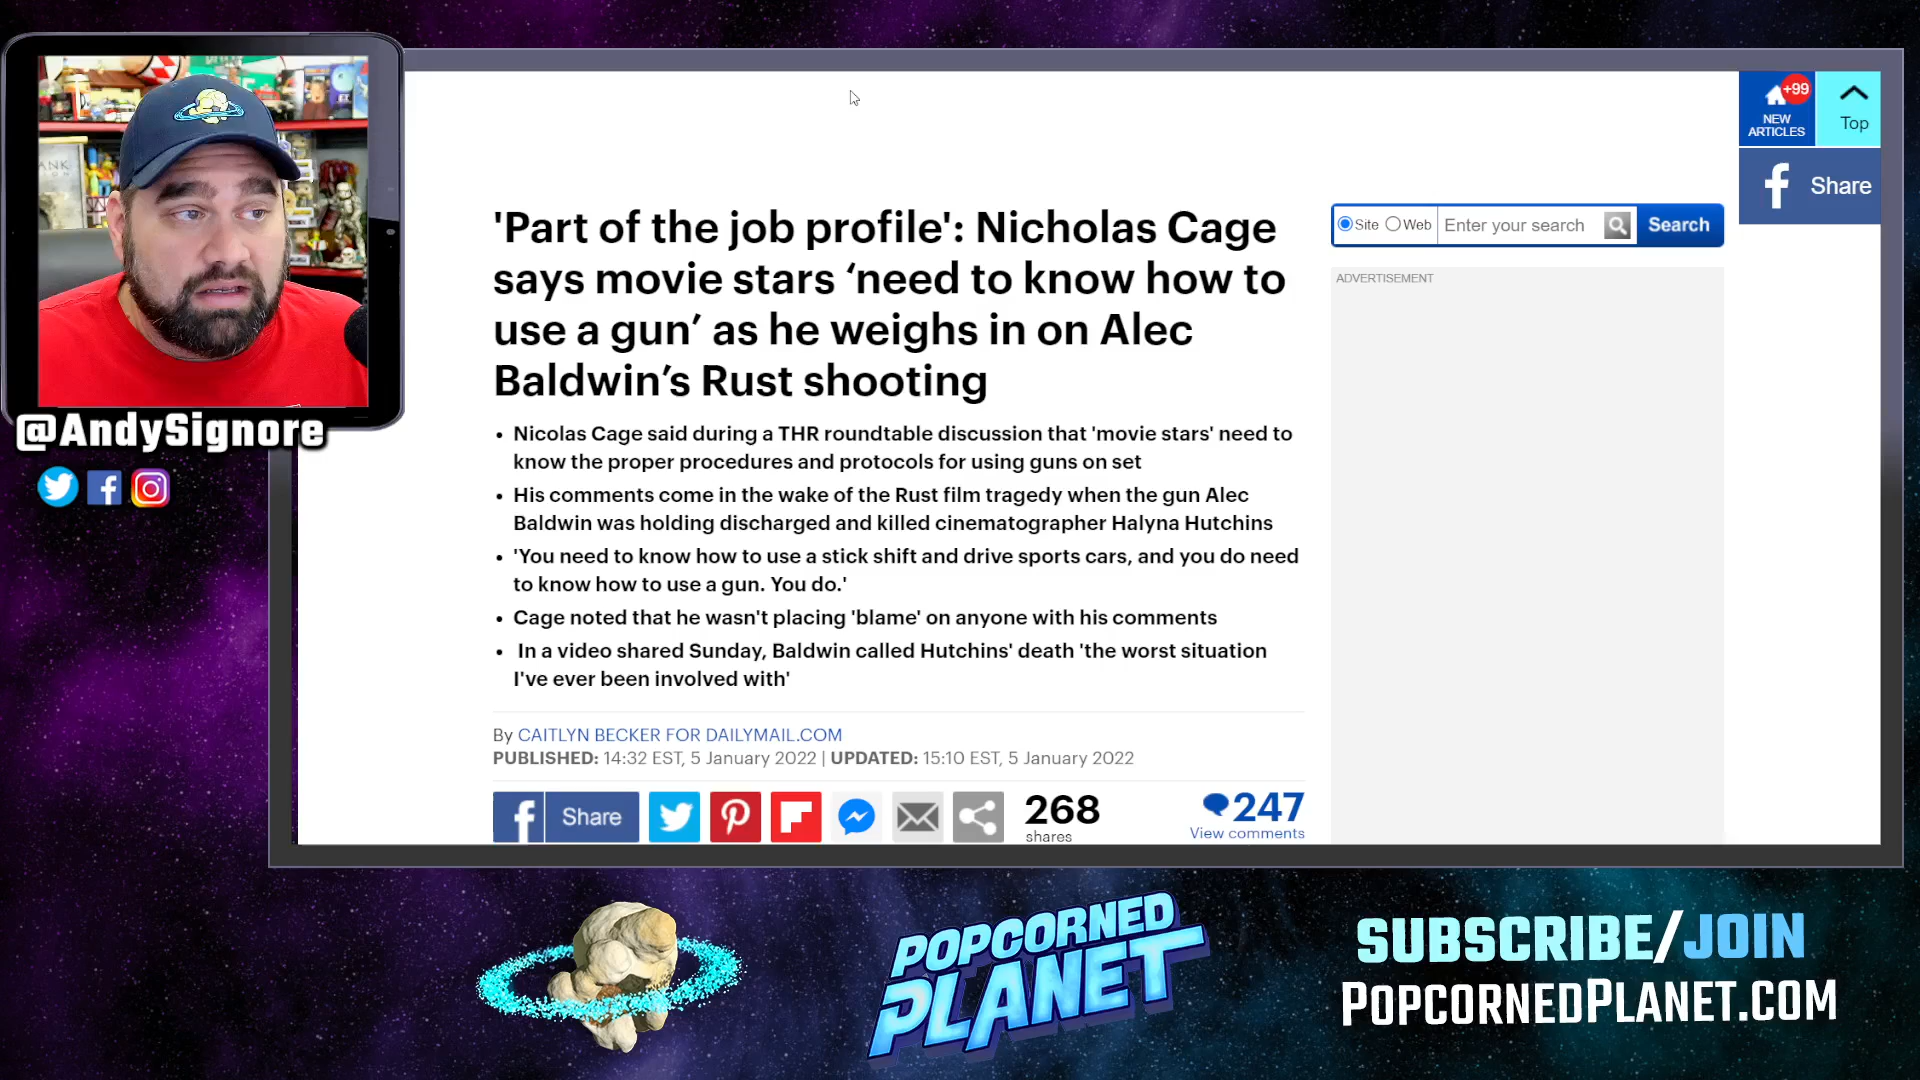 NEW
ARTICLES
+99
Top
Share
'Part of the job profile': Nicholas Cage
says movie stars ‘need to know how to
use a gun’ as he weighs in on Alec
Baldwin’s Rust shooting
Site
Web
Enter your search
Search
ADVERTISEMENT
@AndySignore
• Nicolas Cage said during a THR roundtable discussion that 'movie stars' need to
know the proper procedures and protocols for using guns on set
• His comments come in the wake of the Rust film tragedy when the gun Alec
Baldwin was holding discharged and killed cinematographer Halyna Hutchins
• 'You need to know how to use a stick shift and drive sports cars, and you do need
to know how to use a gun. You do.'
• Cage noted that he wasn't placing 'blame' on anyone with his comments
• In a video shared Sunday, Baldwin called Hutchins' death 'the worst situation
I've ever been involved with'
By CAITLYN BECKER FOR DAILYMAIL.COM
PUBLISHED: 14:32 EST, 5 January 2022 | UPDATED: 15:10 EST, 5 January 2022
Share
268
shares
247
View comments
POPCORNED
PLANET
SUBSCRIBE/JOIN
POPCORNEDPLANET.COM